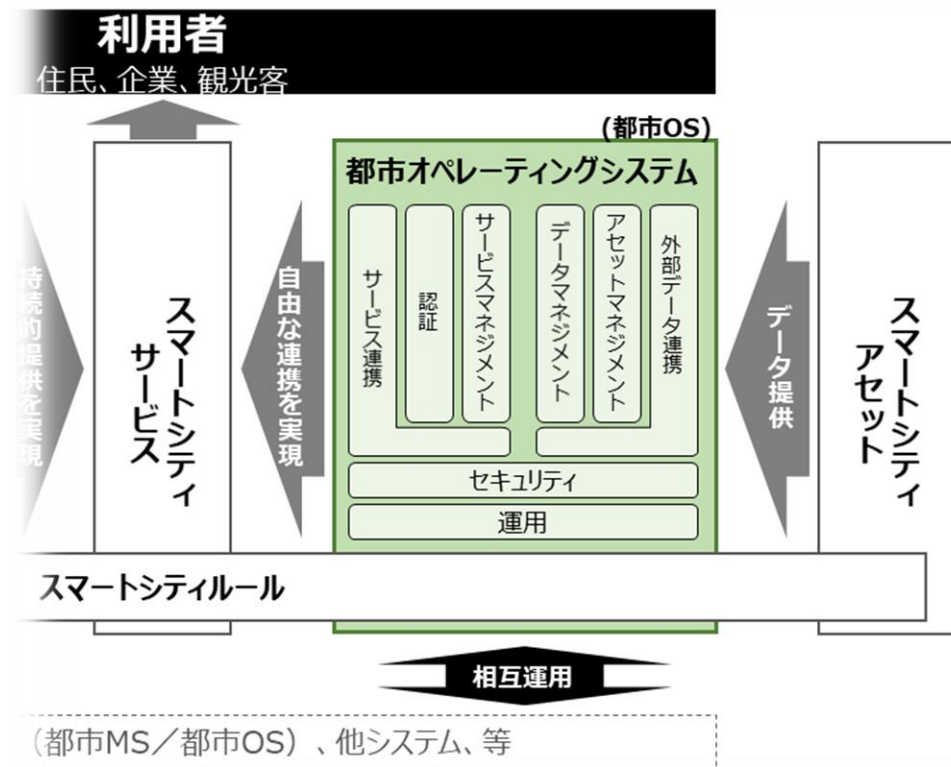 利用者
住民、企業、観光客
(都市OS)
都市オペレーティングシステム
持続的提供を実現
スマートシティ
サービス
自由な連携を実現
サービス連携
認証
サービスマネジメント
データマネジメント
アセットマネジメント
外部データ連携
データ提供
スマートシティ
アセット
セキュリティ
運用
スマートシティルール
相互運用
（都市MS／都市OS）、他システム、等